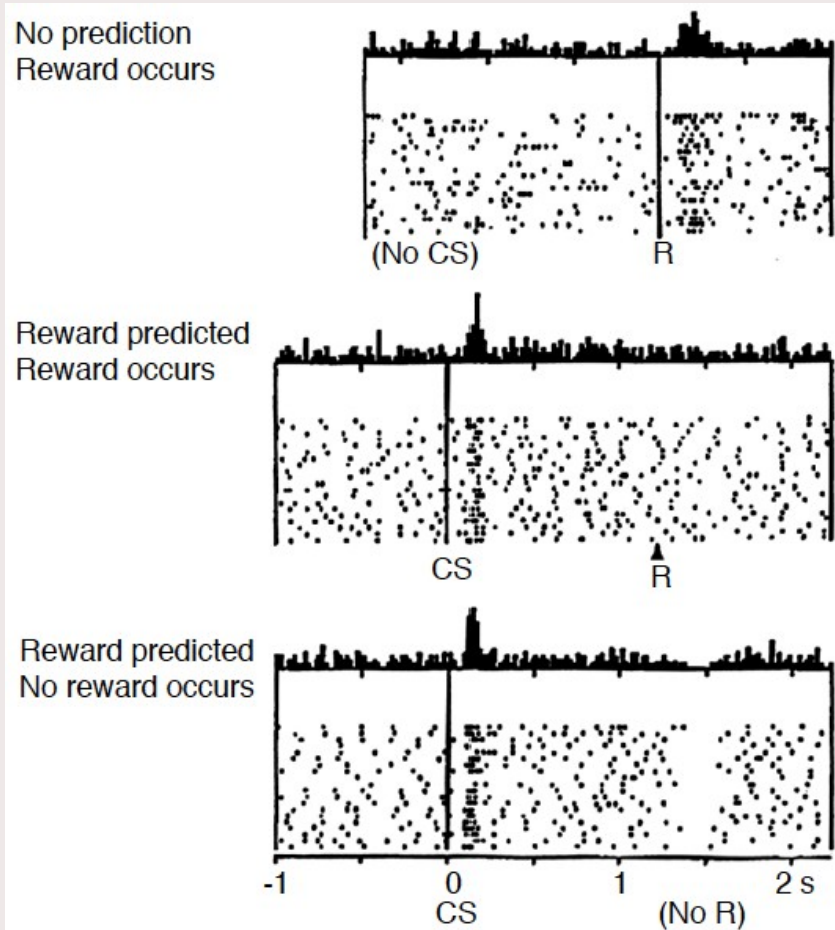 No prediction
Reward occurs
(No CS) R
Reward predicted
Reward occurs
CS R
Reward predicted
No reward occurs
-1 0 1 2 s
CS (No R)